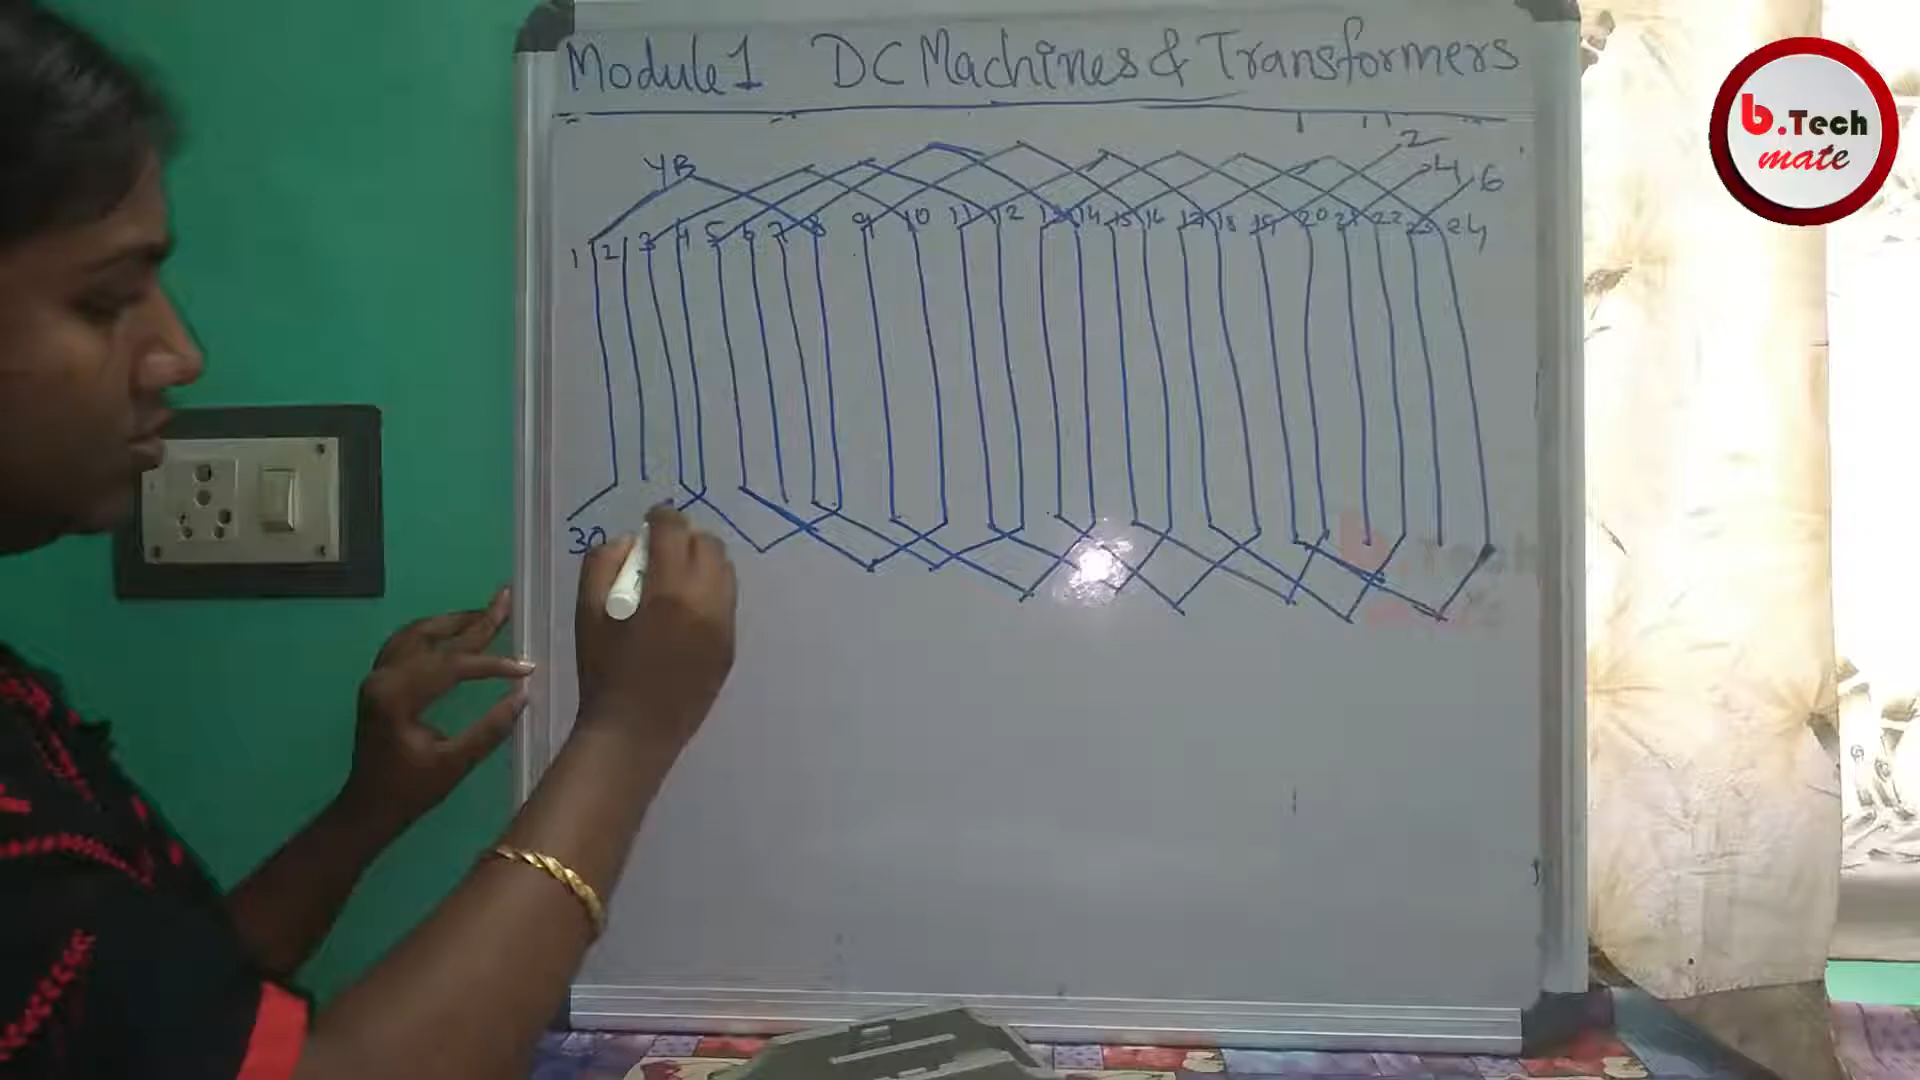 Module 1 DC Machines & Transformers
b.Tech
mate
YB
2
4
6
1 2 3 4 5 6 7 8 9 10 11 12 13 14 15 16 17 18 19 20 21 22 23 24
30